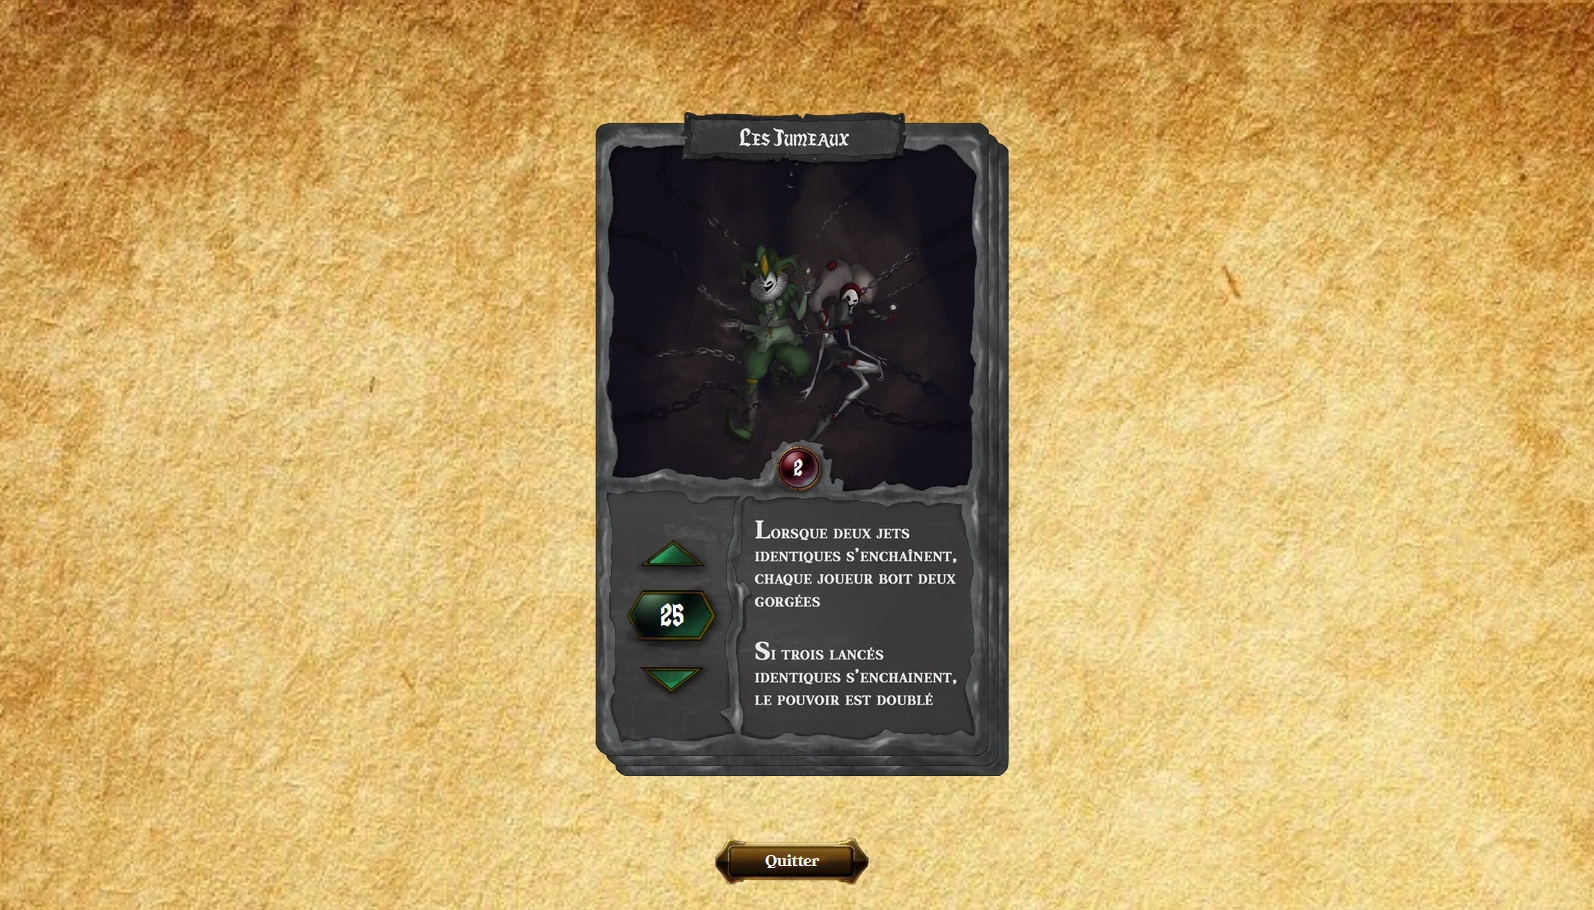 Les Jumeaux
2
25
Lorsque deux jets
identiques s'enchaînent,
chaque joueur boit deux
gorgées
Si trois lancés
identiques s'enchainent,
le pouvoir est doublé
Quitter